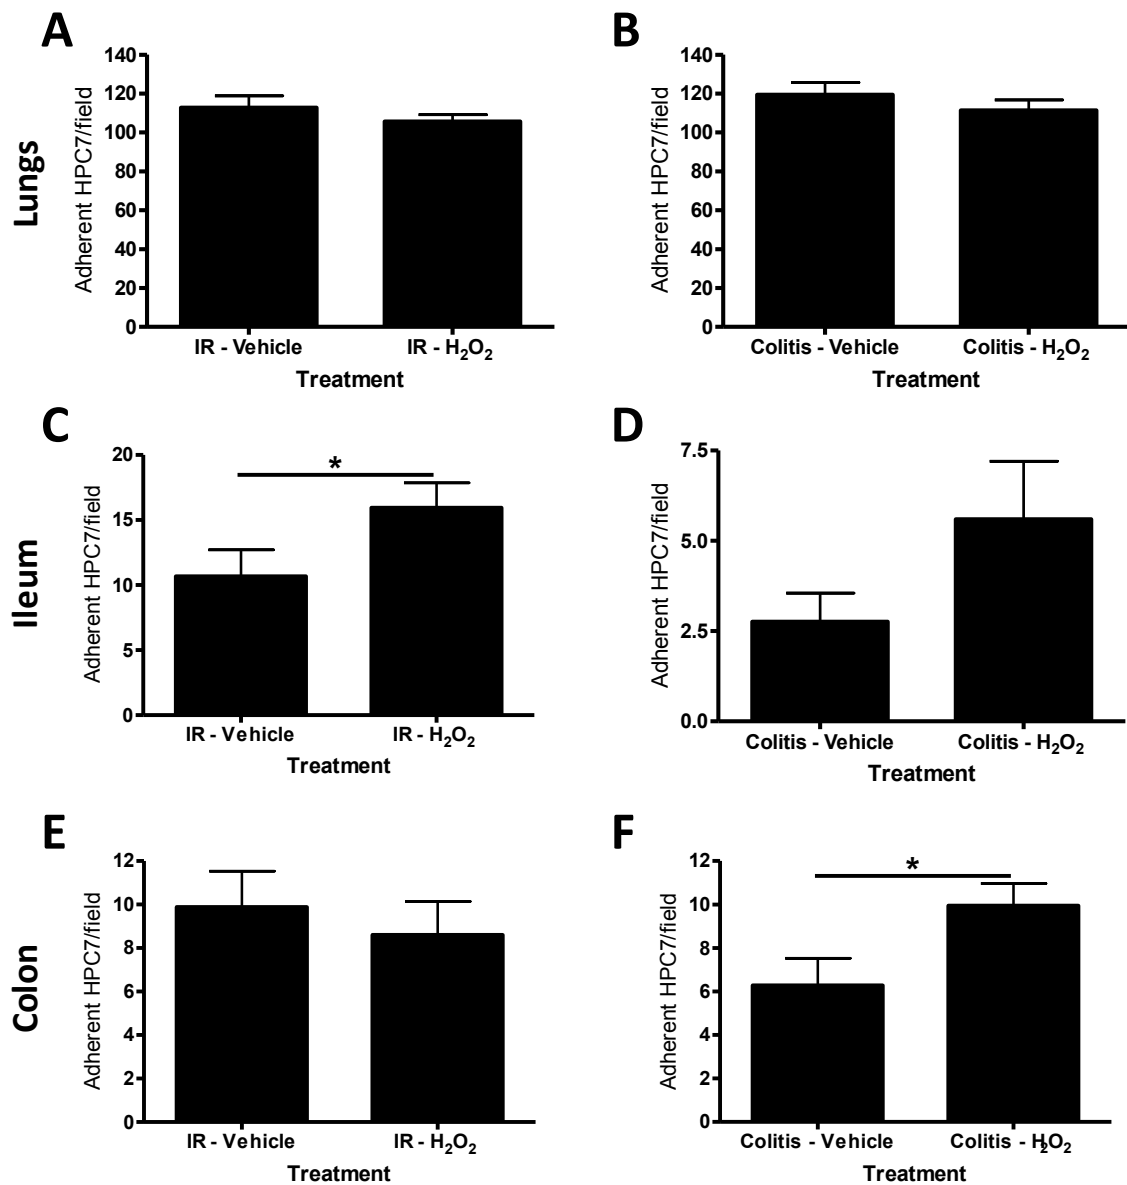 A
Lungs
Adherent HPC7/field
140
120
100
80
60
40
20
0
IR - Vehicle
IR - H₂O₂
Treatment
B
Adherent HPC7/field
140
120
100
80
60
40
20
0
Colitis - Vehicle
Colitis - H₂O₂
Treatment
C
Ileum
Adherent HPC7/field
20
15
10
5
0
*
IR - Vehicle
IR - H₂O₂
Treatment
D
Adherent HPC7/field
7.5
5.0
2.5
0.0
Colitis - Vehicle
Colitis - H₂O₂
Treatment
E
Colon
Adherent HPC7/field
12
10
8
6
4
2
0
IR - Vehicle
IR - H₂O₂
Treatment
F
Adherent HPC7/field
12
10
8
6
4
2
0
*
Colitis - Vehicle
Colitis - H₂O₂
Treatment